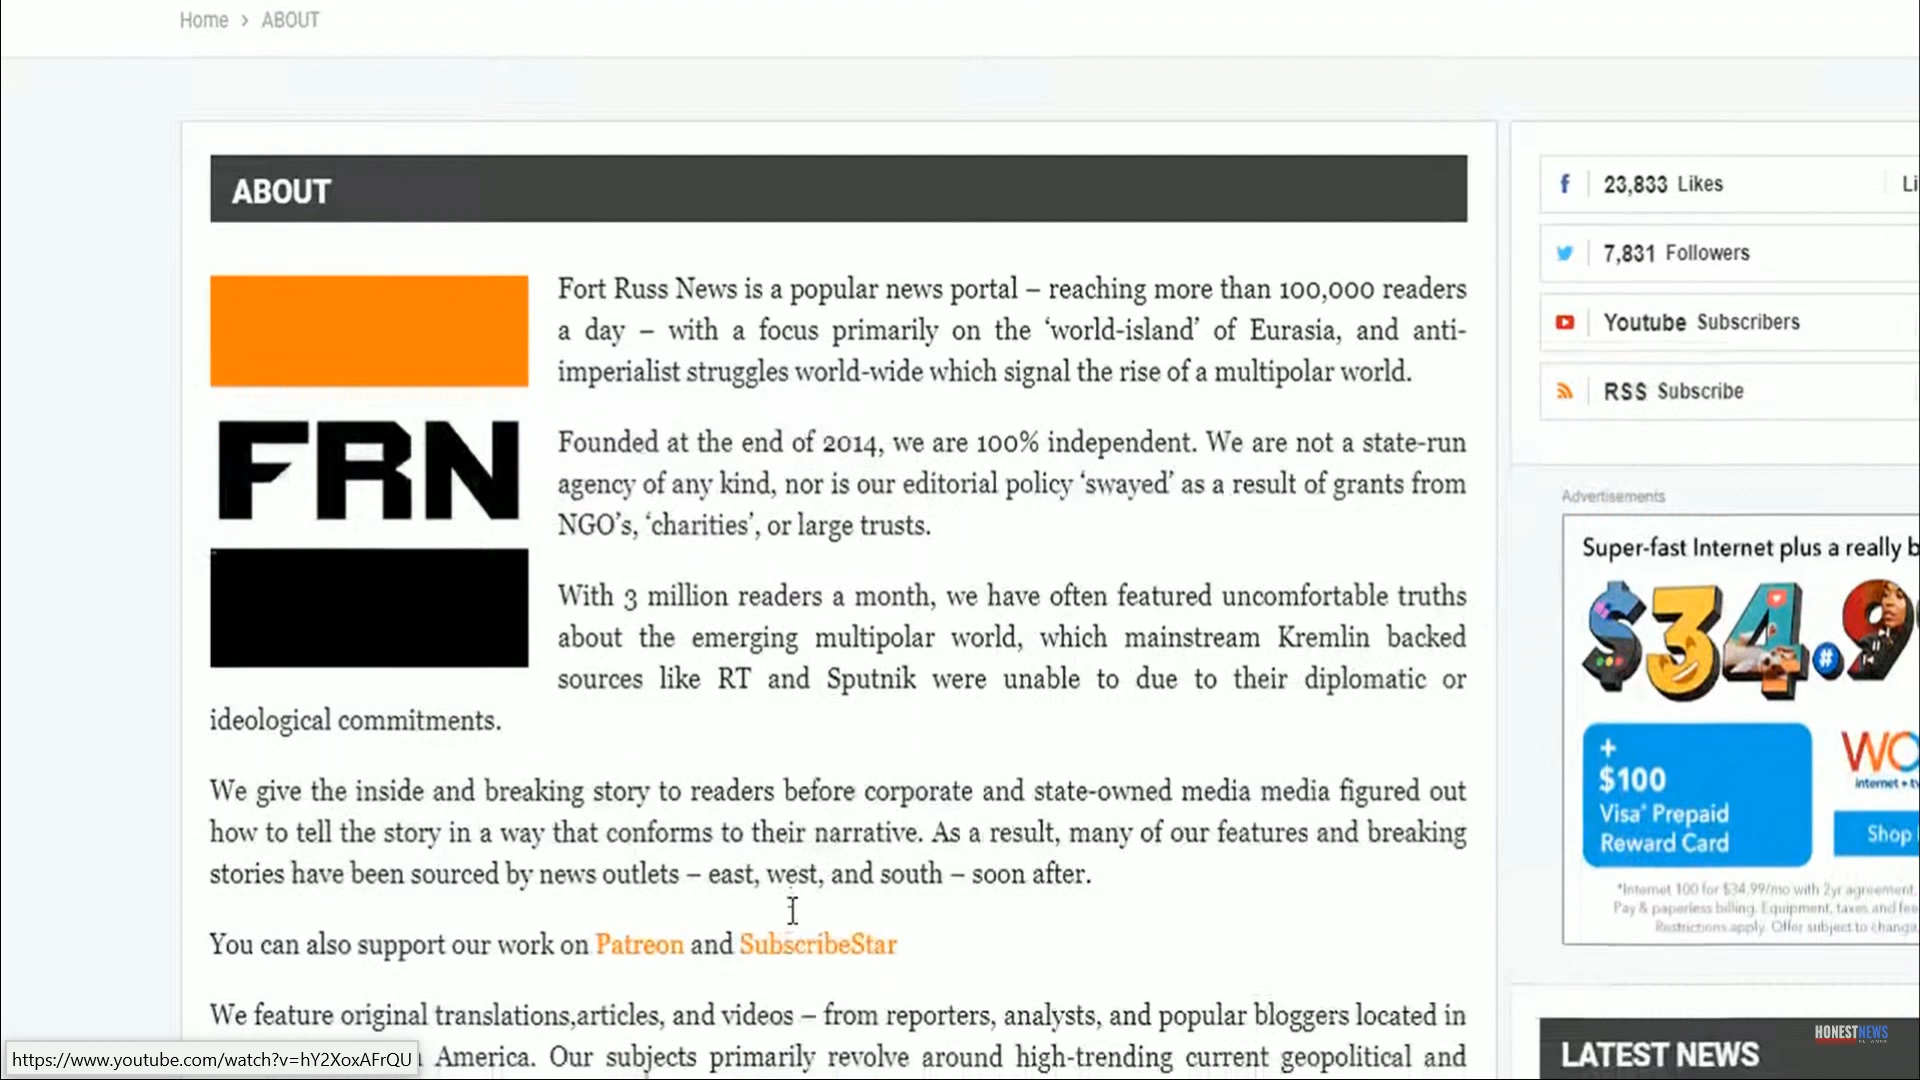 Home › ABOUT
ABOUT
FRN
Fort Russ News is a popular news portal – reaching more than 100,000 readers
a day – with a focus primarily on the ‘world-island’ of Eurasia, and anti-
imperialist struggles world-wide which signal the rise of a multipolar world.
Founded at the end of 2014, we are 100% independent. We are not a state-run
agency of any kind, nor is our editorial policy ‘swayed’ as a result of grants from
NGO’s, ‘charities’, or large trusts.
With 3 million readers a month, we have often featured uncomfortable truths
about the emerging multipolar world, which mainstream Kremlin backed
sources like RT and Sputnik were unable to due to their diplomatic or
ideological commitments.
We give the inside and breaking story to readers before corporate and state-owned media media figured out
how to tell the story in a way that conforms to their narrative. As a result, many of our features and breaking
stories have been sourced by news outlets – east, west, and south – soon after.
You can also support our work on Patreon and SubscribeStar
We feature original translations,articles, and videos – from reporters, analysts, and popular bloggers located in
America. Our subjects primarily revolve around high-trending current geopolitical and
https://www.youtube.com/watch?v=hY2XoxAFrQU
23,833 Likes
7,831 Followers
Youtube Subscribers
RSS Subscribe
Advertisements
Super-fast Internet plus a really
$34.9
+
$100
Visa* Prepaid
Reward Card
WO
internet + tv
Shop
*Internet 100 for $34.99/mo with 2yr agreement.
Pay & paperless billing. Equipment, taxes and fee
Restrictions apply. Offer subject to change.
LATEST NEWS
HONESTNEWS